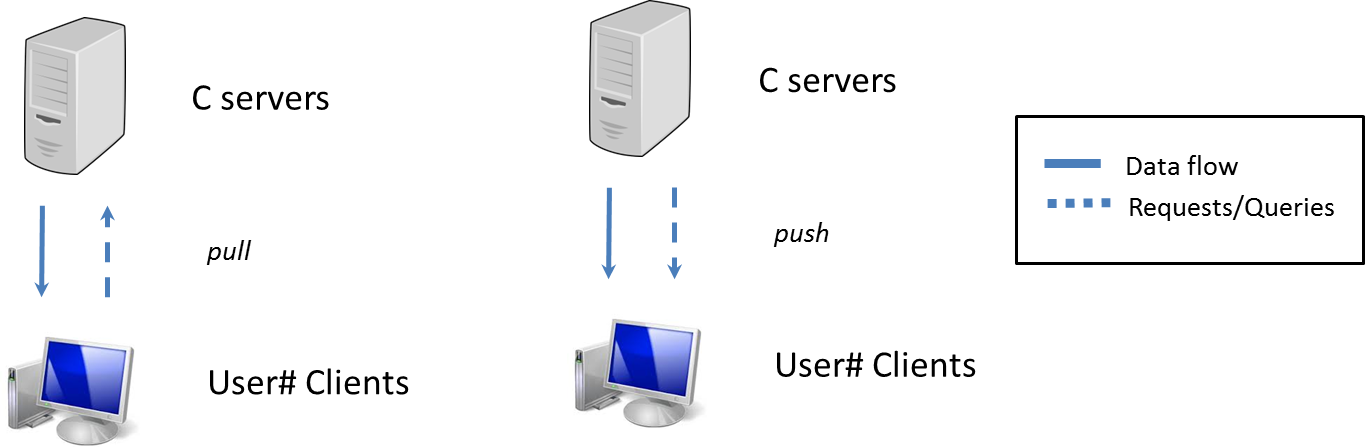 C servers
pull
User# Clients
C servers
push
User# Clients
Data flow
Requests/Queries